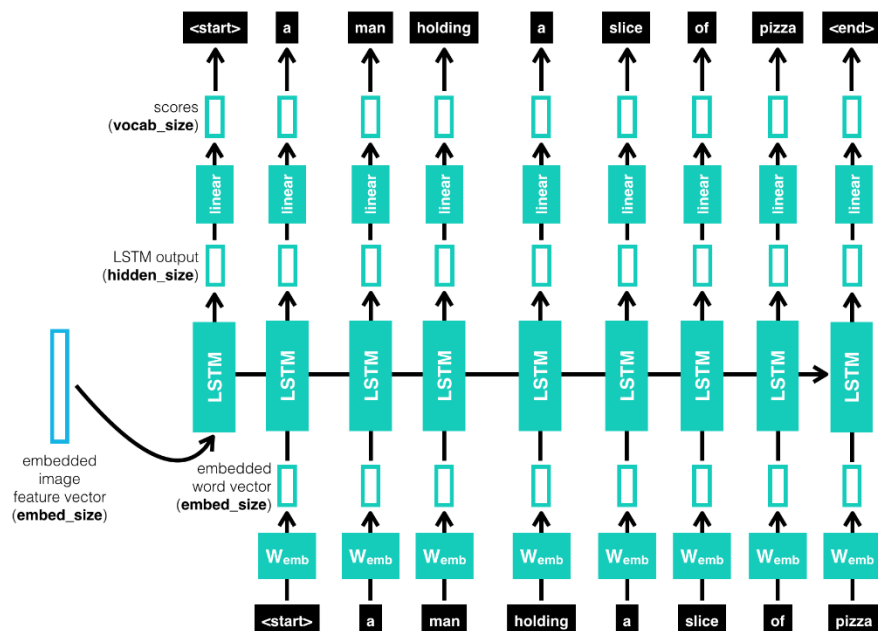 <start> a man holding a slice of pizza <end>
scores
(vocab_size)
linear linear linear linear linear linear linear linear linear
LSTM output
(hidden_size)
LSTM LSTM LSTM LSTM LSTM LSTM LSTM LSTM LSTM
embedded
image
feature vector
(embed_size)
embedded
word vector
(embed_size)
Wemb Wemb Wemb Wemb Wemb Wemb Wemb Wemb
<start> a man holding a slice of pizza